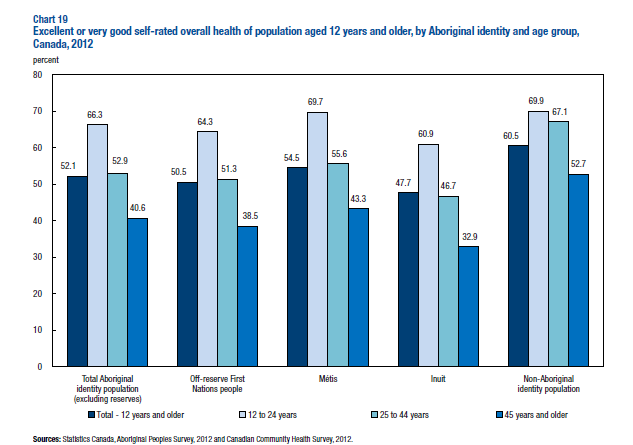 Chart 19
Excellent or very good self-rated overall health of population aged 12 years and older, by Aboriginal identity and age group,
Canada, 2012
percent
80
70
60
50
40
30
20
10
0
52.1
66.3
52.9
40.6
50.5
64.3
51.3
38.5
54.5
69.7
55.6
43.3
47.7
60.9
46.7
32.9
60.5
69.9
67.1
52.7
Total Aboriginal
identity population
(excluding reserves)
Off-reserve First
Nations people
Métis
Inuit
Non-Aboriginal
identity population
Total - 12 years and older
12 to 24 years
25 to 44 years
45 years and older
Sources: Statistics Canada, Aboriginal Peoples Survey, 2012 and Canadian Community Health Survey, 2012.